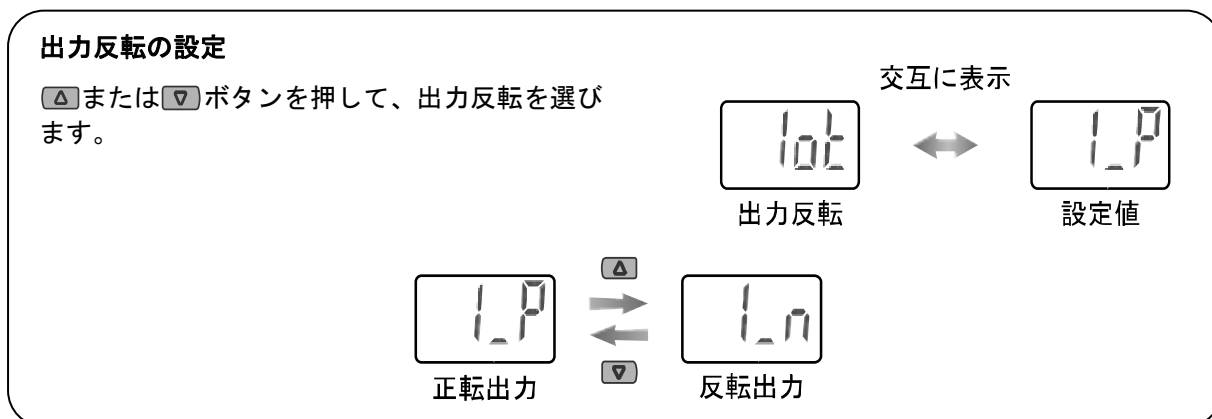 出力反転の設定
△または▽ボタンを押して、出力反転を選び
ます。
交互に表示
1ot
1_P
出力反転
設定値
△
1_P
1_n
▽
正転出力
反転出力